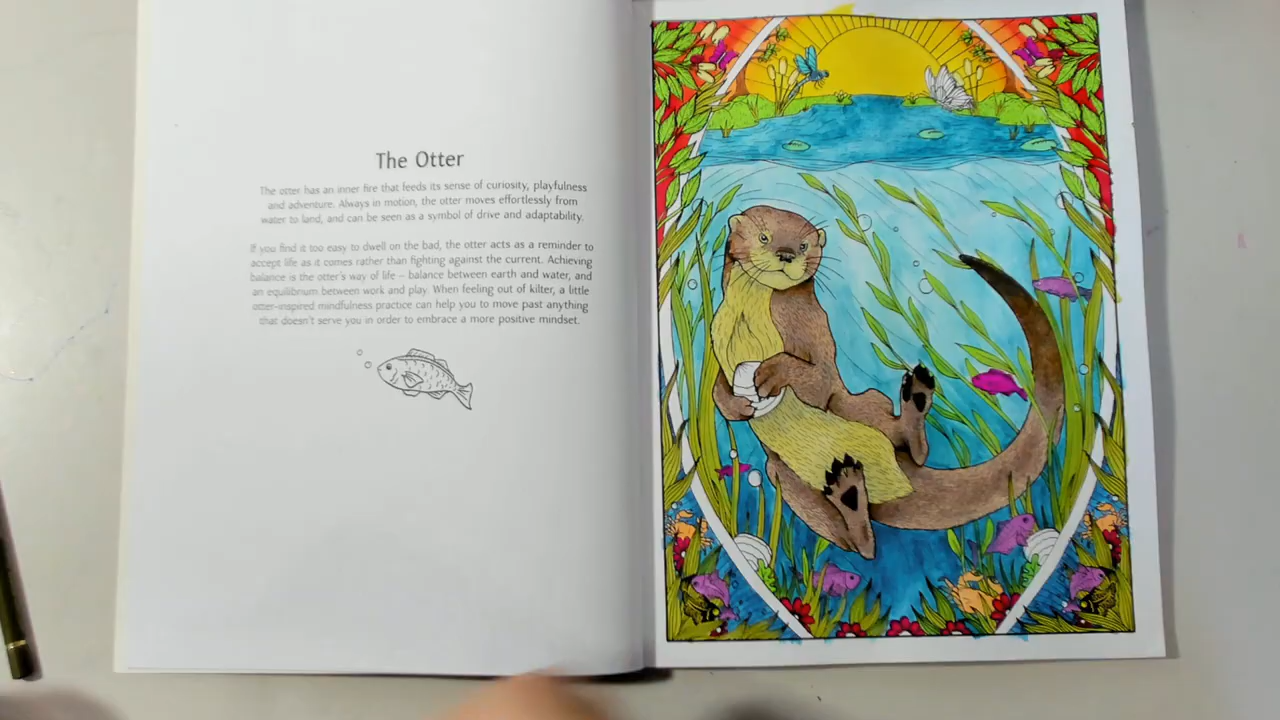 The Otter
The otter has an inner fire that feeds its sense of curiosity, playfulness
and adventure. Always in motion, the otter moves effortlessly from
water to land, and can be seen as a symbol of drive and adaptability.
If you find it too easy to dwell on the bad, the otter acts as a reminder to
accept life as it comes rather than fighting against the current. Achieving
balance is the otter's way of life – balance between earth and water, and
an equilibrium between work and play. When feeling out of kilter, a little
otter-inspired mindfulness practice can help you to move past anything
that doesn't serve you in order to embrace a more positive mindset.